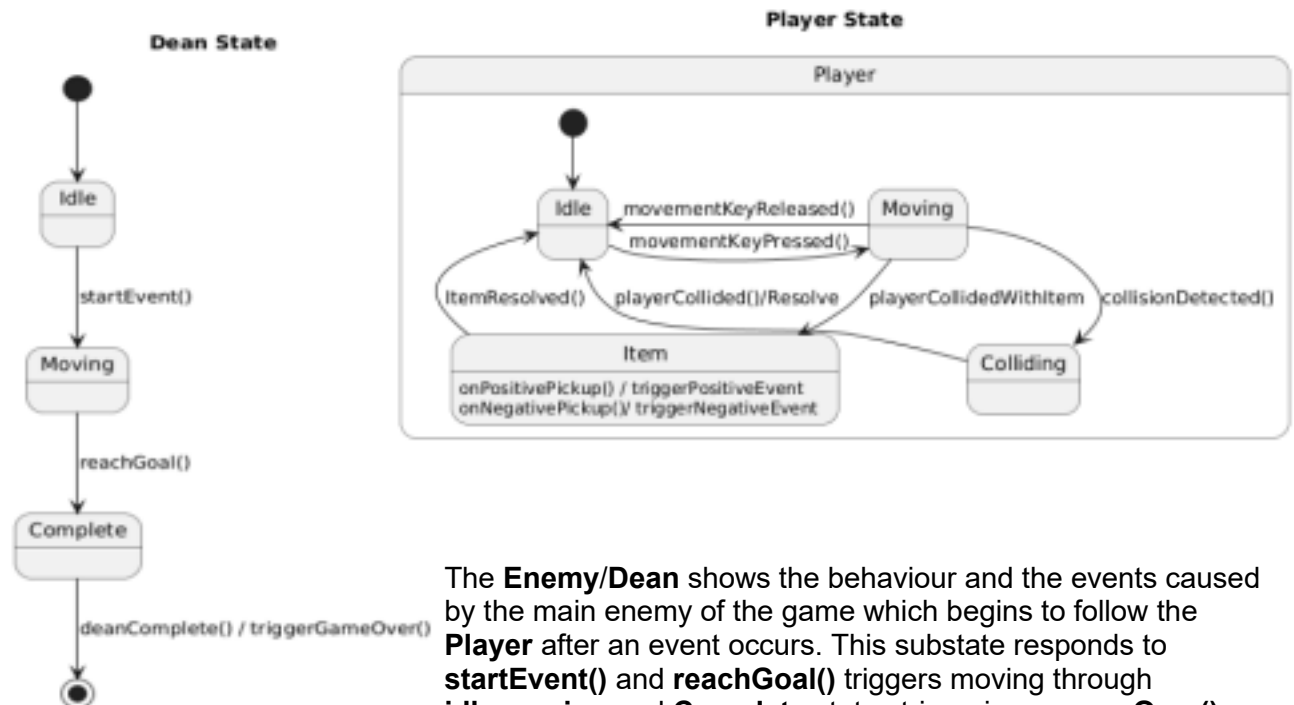 Dean State
Idle
startEvent()
Moving
reachGoal()
Complete
deanComplete() / triggerGameOver()
Player State
Player
Idle
movementKeyReleased()
Moving
movementKeyPressed()
ItemResolved()
playerCollided()/Resolve
playerCollidedWithItem
collisionDetected()
Item
onPositivePickup() / triggerPositiveEvent
onNegativePickup()/ triggerNegativeEvent
Colliding
The Enemy/Dean shows the behaviour and the events caused
by the main enemy of the game which begins to follow the
Player after an event occurs. This substate responds to
startEvent() and reachGoal() triggers moving through